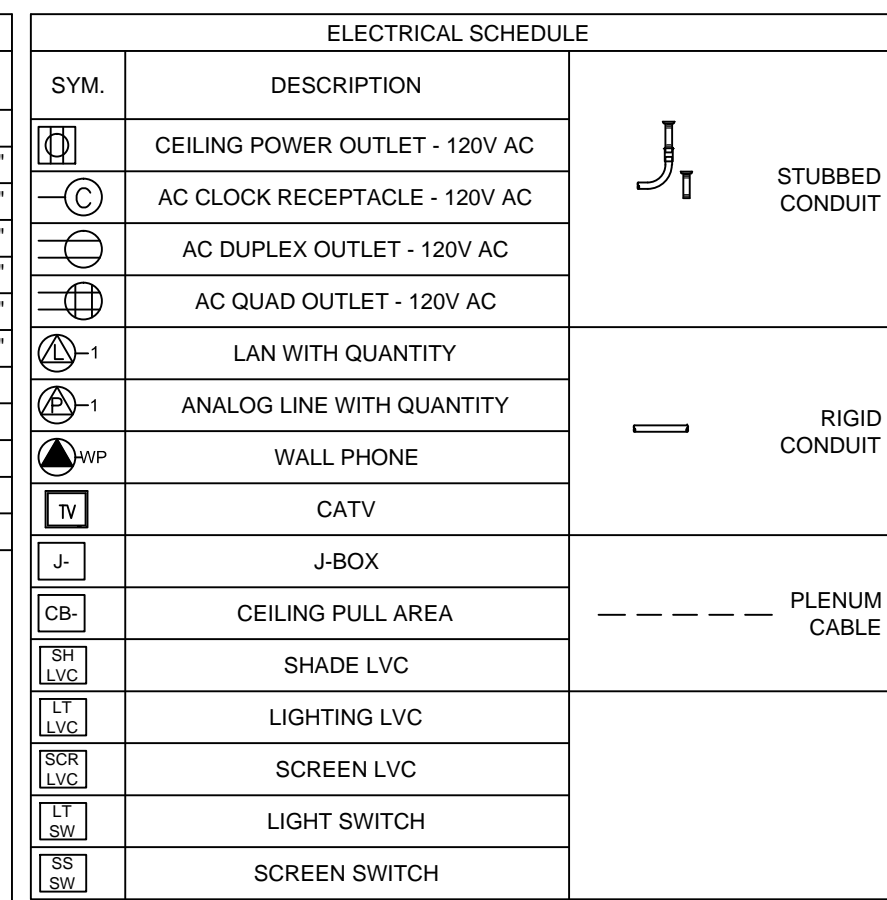 ELECTRICAL SCHEDULE
SYM. DESCRIPTION
CEILING POWER OUTLET - 120V AC
C AC CLOCK RECEPTACLE - 120V AC
AC DUPLEX OUTLET - 120V AC
AC QUAD OUTLET - 120V AC
STUBBED
CONDUIT
L 1 LAN WITH QUANTITY
P 1 ANALOG LINE WITH QUANTITY
WP WALL PHONE
TV CATV
RIGID
CONDUIT
J- J-BOX
CB- CEILING PULL AREA
SH
LVC SHADE LVC
PLENUM
CABLE
LT
LVC LIGHTING LVC
SCR
LVC SCREEN LVC
LT
SW LIGHT SWITCH
SS
SW SCREEN SWITCH
"
"
"
"
"
"